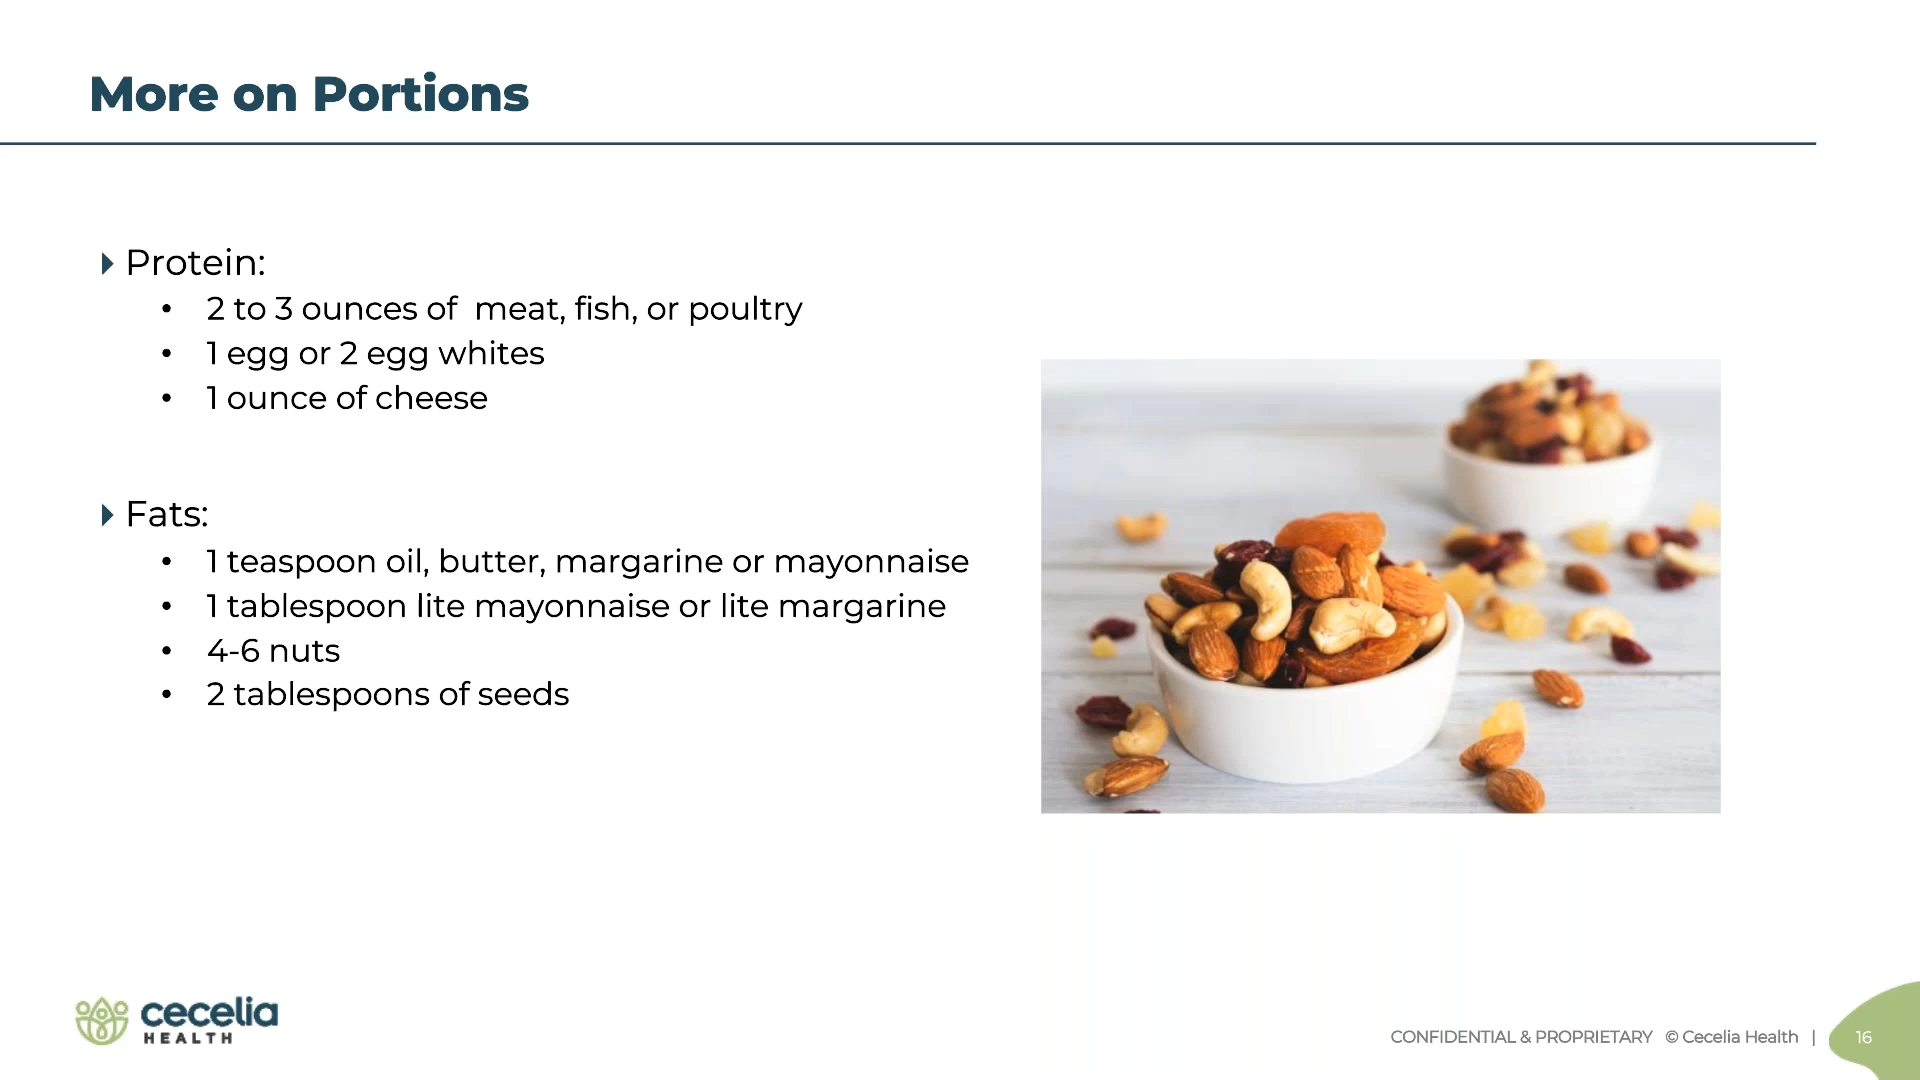 More on Portions
Protein:
• 2 to 3 ounces of meat, fish, or poultry
• 1 egg or 2 egg whites
• 1 ounce of cheese
Fats:
• 1 teaspoon oil, butter, margarine or mayonnaise
• 1 tablespoon lite mayonnaise or lite margarine
• 4-6 nuts
• 2 tablespoons of seeds
cecelia
HEALTH
CONFIDENTIAL & PROPRIETARY © Cecelia Health | 16